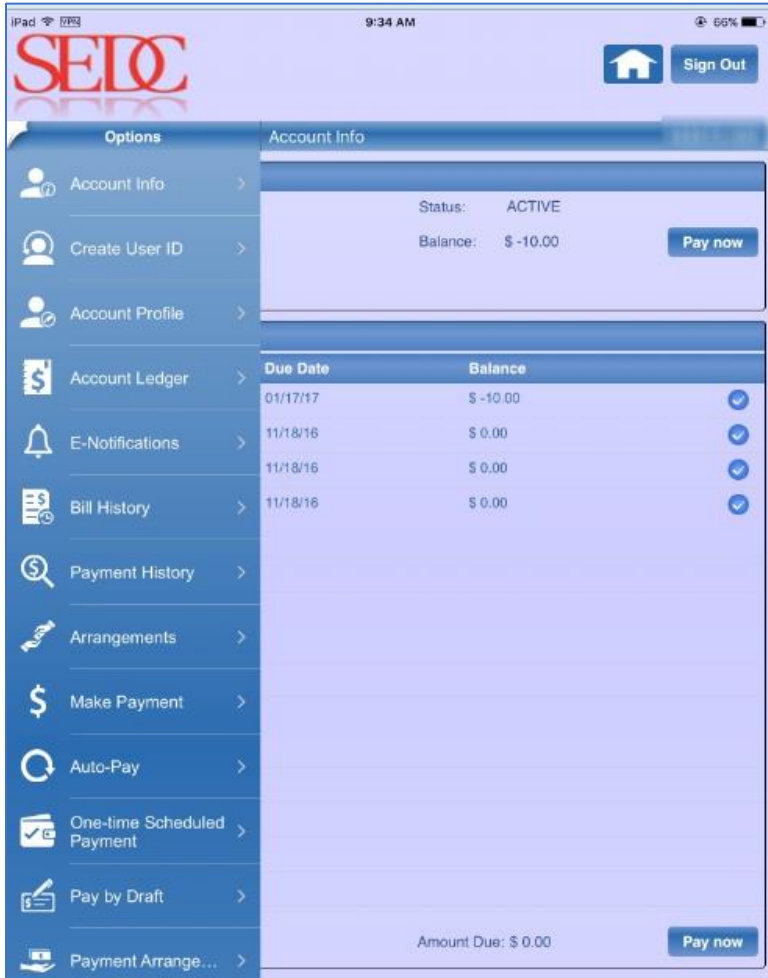 iPad VPN 9:34 AM 66%
SEDC
Sign Out
Options Account Info
Account Info
Status: ACTIVE
Create User ID
Balance: $ -10.00 Pay now
Account Profile
Account Ledger
Due Date Balance
01/17/17 $ -10.00
E-Notifications
11/18/16 $ 0.00
11/18/16 $ 0.00
Bill History
11/18/16 $ 0.00
Payment History
Arrangements
Make Payment
Auto-Pay
One-time Scheduled
Payment
Pay by Draft
Amount Due: $ 0.00 Pay now
Payment Arrange...